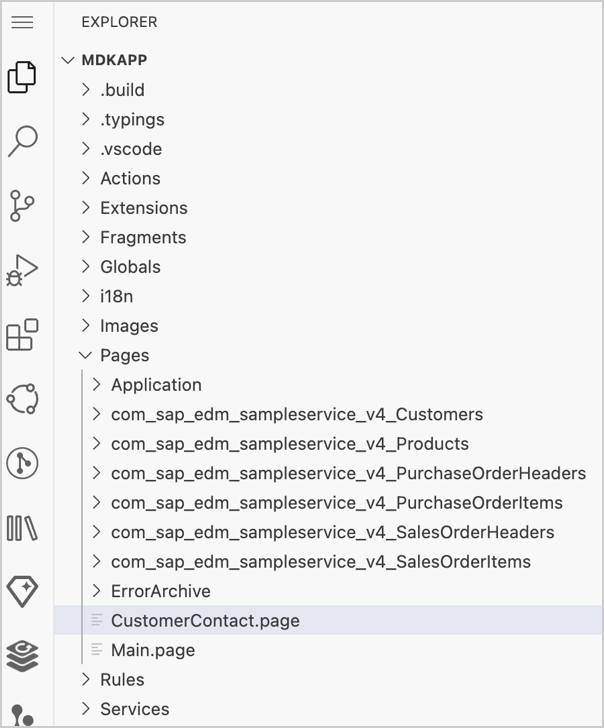 EXPLORER
MDKAPP
.build
.typings
.vscode
Actions
Extensions
Fragments
Globals
i18n
Images
Pages
Application
com_sap_edm_sampleservice_v4_Customers
com_sap_edm_sampleservice_v4_Products
com_sap_edm_sampleservice_v4_PurchaseOrderHeaders
com_sap_edm_sampleservice_v4_PurchaseOrderItems
com_sap_edm_sampleservice_v4_SalesOrderHeaders
com_sap_edm_sampleservice_v4_SalesOrderItems
ErrorArchive
CustomerContact.page
Main.page
Rules
Services